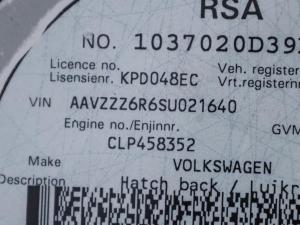 RSA
NO. 1037020D39
Licence no. Veh. register
Lisensienr. KPD048EC Vrt.registernr
VIN AAVZZZ6R6SU021640
Engine no./Enjinnr. GVM
CLP458352
Make VOLKSWAGEN
Description Hatch back / Luikr